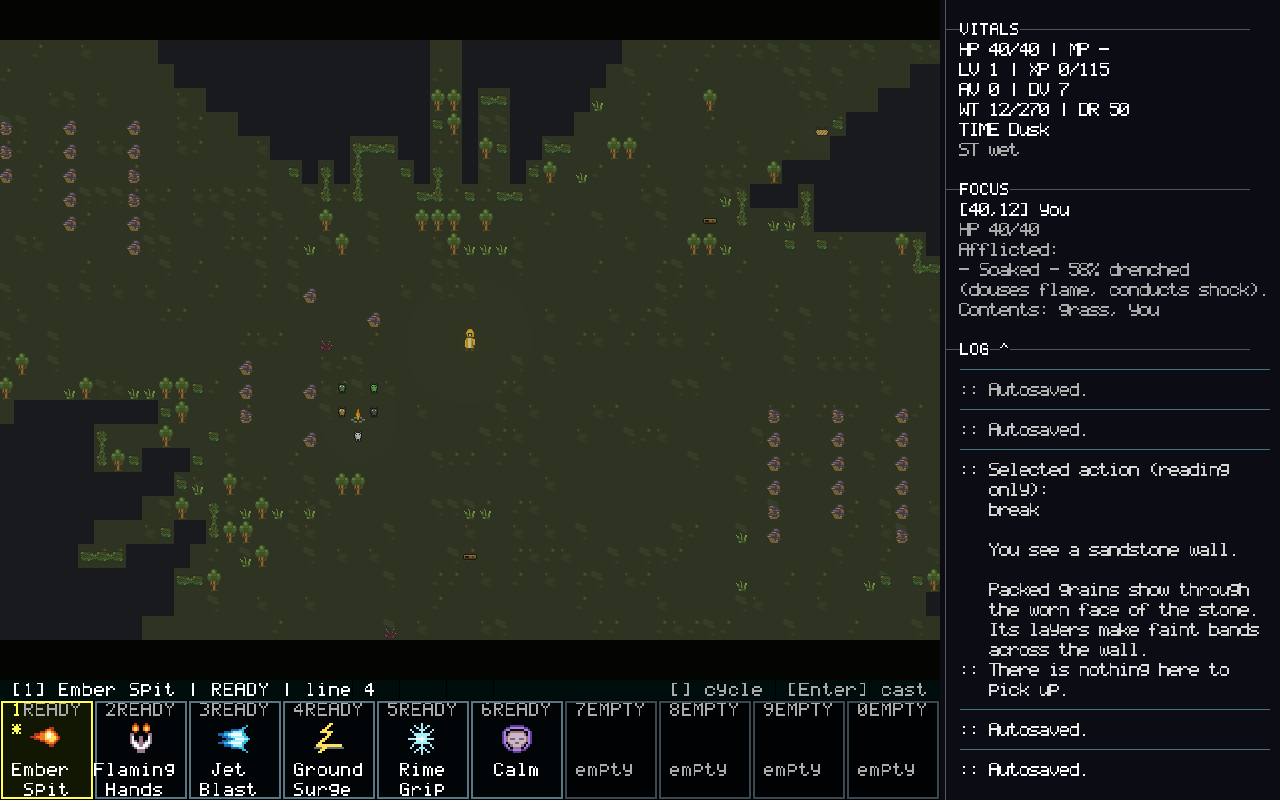 VITALS
HP 40/40 | MP -
LV 1 | XP 0/115
AV 0 | DV 7
WT 12/270 | DR 50
TIME Dusk
ST wet
FOCUS
[40,12] You
HP 40/40
Afflicted:
- Soaked - 58% drenched
(douses flame, conducts shock).
Contents: grass, you
LOG ^
:: Autosaved.
:: Autosaved.
:: Selected action (reading
only):
break
You see a sandstone wall.
Packed grains show through
the worn face of the stone.
Its layers make faint bands
across the wall.
:: There is nothing here to
pick up.
:: Autosaved.
:: Autosaved.
[1] Ember Spit | READY | line 4
[] cycle [Enter] cast
1READY 2READY 3READY 4READY 5READY 6READY 7EMPTY 8EMPTY 9EMPTY 0EMPTY
*
Ember Flaming Jet Ground Rime Calm empty empty empty empty
Spit Hands Blast Surge Grip